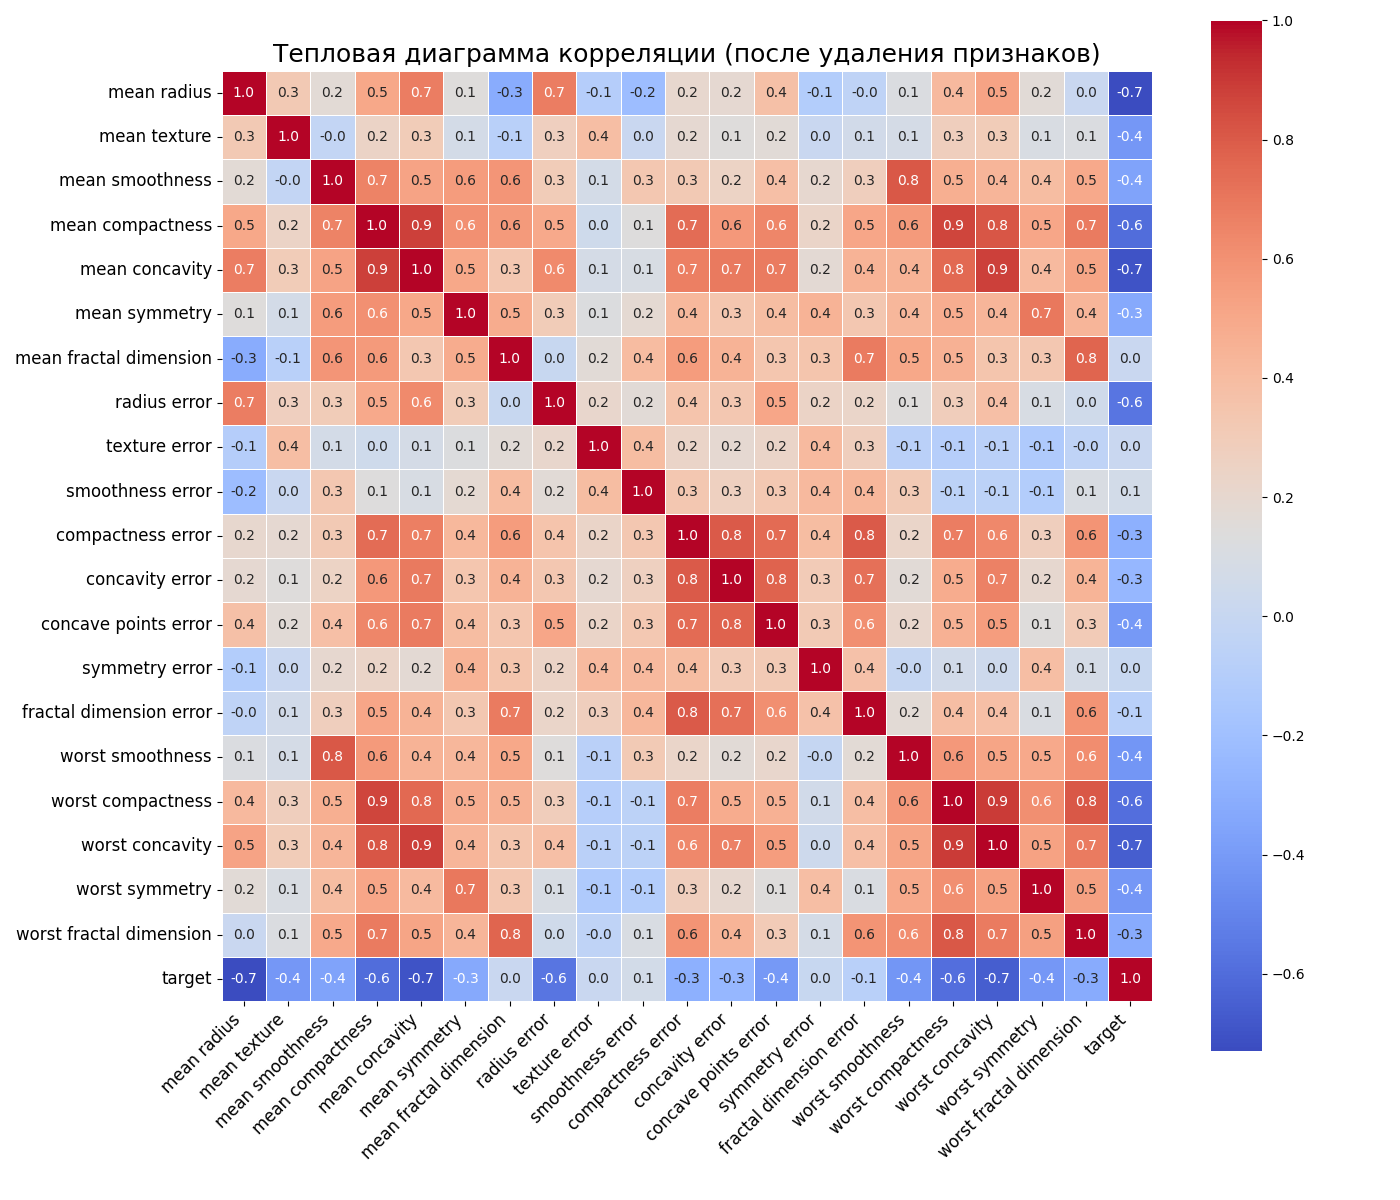 Тепловая диаграмма корреляции (после удаления признаков)
mean radius 1.0 0.3 0.2 0.5 0.7 0.1 -0.3 0.7 -0.1 -0.2 0.2 0.2 0.4 -0.1 -0.0 0.1 0.4 0.5 0.2 0.0 -0.7
mean texture 0.3 1.0 -0.0 0.2 0.3 0.1 -0.1 0.3 0.4 0.0 0.2 0.1 0.2 0.0 0.1 0.1 0.3 0.3 0.1 0.1 -0.4
mean smoothness 0.2 -0.0 1.0 0.7 0.5 0.6 0.6 0.3 0.1 0.3 0.3 0.2 0.4 0.2 0.3 0.8 0.5 0.4 0.4 0.5 -0.4
mean compactness 0.5 0.2 0.7 1.0 0.9 0.6 0.6 0.5 0.0 0.1 0.7 0.6 0.6 0.2 0.5 0.6 0.9 0.8 0.5 0.7 -0.6
mean concavity 0.7 0.3 0.5 0.9 1.0 0.5 0.3 0.6 0.1 0.1 0.7 0.7 0.7 0.2 0.4 0.4 0.8 0.9 0.4 0.5 -0.7
mean symmetry 0.1 0.1 0.6 0.6 0.5 1.0 0.5 0.3 0.1 0.2 0.4 0.3 0.4 0.4 0.3 0.4 0.5 0.4 0.7 0.4 -0.3
mean fractal dimension -0.3 -0.1 0.6 0.6 0.3 0.5 1.0 0.0 0.2 0.4 0.6 0.4 0.3 0.3 0.7 0.5 0.5 0.3 0.3 0.8 0.0
radius error 0.7 0.3 0.3 0.5 0.6 0.3 0.0 1.0 0.2 0.2 0.4 0.3 0.5 0.2 0.2 0.1 0.3 0.4 0.1 0.0 -0.6
texture error -0.1 0.4 0.1 0.0 0.1 0.1 0.2 0.2 1.0 0.4 0.2 0.2 0.2 0.4 0.3 -0.1 -0.1 -0.1 -0.1 -0.0 0.0
smoothness error -0.2 0.0 0.3 0.1 0.1 0.2 0.4 0.2 0.4 1.0 0.3 0.3 0.3 0.4 0.4 0.3 -0.1 -0.1 -0.1 0.1 0.1
compactness error 0.2 0.2 0.3 0.7 0.7 0.4 0.6 0.4 0.2 0.3 1.0 0.8 0.7 0.4 0.8 0.2 0.7 0.6 0.3 0.6 -0.3
concavity error 0.2 0.1 0.2 0.6 0.7 0.3 0.4 0.3 0.2 0.3 0.8 1.0 0.8 0.3 0.7 0.2 0.5 0.7 0.2 0.4 -0.3
concave points error 0.4 0.2 0.4 0.6 0.7 0.4 0.3 0.5 0.2 0.3 0.7 0.8 1.0 0.3 0.6 0.2 0.5 0.5 0.1 0.3 -0.4
symmetry error -0.1 0.0 0.2 0.2 0.2 0.4 0.3 0.2 0.4 0.4 0.4 0.3 0.3 1.0 0.4 -0.0 0.1 0.0 0.4 0.1 0.0
fractal dimension error -0.0 0.1 0.3 0.5 0.4 0.3 0.7 0.2 0.3 0.4 0.8 0.7 0.6 0.4 1.0 0.2 0.4 0.4 0.1 0.6 -0.1
worst smoothness 0.1 0.1 0.8 0.6 0.4 0.4 0.5 0.1 -0.1 0.3 0.2 0.2 0.2 -0.0 0.2 1.0 0.6 0.5 0.5 0.6 -0.4
worst compactness 0.4 0.3 0.5 0.9 0.8 0.5 0.5 0.3 -0.1 -0.1 0.7 0.5 0.5 0.1 0.4 0.6 1.0 0.9 0.6 0.8 -0.6
worst concavity 0.5 0.3 0.4 0.8 0.9 0.4 0.3 0.4 -0.1 -0.1 0.6 0.7 0.5 0.0 0.4 0.5 0.9 1.0 0.5 0.7 -0.7
worst symmetry 0.2 0.1 0.4 0.5 0.4 0.7 0.3 0.1 -0.1 -0.1 0.3 0.2 0.1 0.4 0.1 0.5 0.6 0.5 1.0 0.5 -0.4
worst fractal dimension 0.0 0.1 0.5 0.7 0.5 0.4 0.8 0.0 -0.0 0.1 0.6 0.4 0.3 0.1 0.6 0.6 0.8 0.7 0.5 1.0 -0.3
target -0.7 -0.4 -0.4 -0.6 -0.7 -0.3 0.0 -0.6 0.0 0.1 -0.3 -0.3 -0.4 0.0 -0.1 -0.4 -0.6 -0.7 -0.4 -0.3 1.0
mean radius
mean texture
mean smoothness
mean compactness
mean concavity
mean symmetry
mean fractal dimension
radius error
texture error
smoothness error
compactness error
concavity error
concave points error
symmetry error
fractal dimension error
worst smoothness
worst compactness
worst concavity
worst symmetry
worst fractal dimension
target
1.0
0.8
0.6
0.4
0.2
0.0
−0.2
−0.4
−0.6